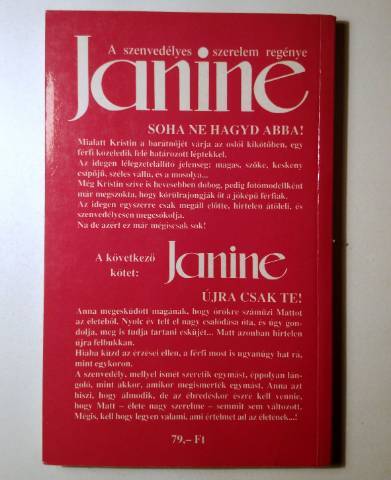 A szenvedélyes szerelem regénye
Janine
SOHA NE HAGYD ABBA!
Mialatt Kristin a barátnőjét várja az oslói kikötőben, egy
férfi közeledik felé határozott léptekkel.
Az idegen lélegzetelállító jelenség: magas, szőke, keskeny
csípőjű, széles vállú, és a mosolya...
Még Kristin szíve is hevesebben dobog, pedig fotómodellként
már megszokta, hogy körülrajongják őt a jóképű férfiak.
Az idegen egyszerre csak megáll előtte, hirtelen átöleli, és
szenvedélyesen megcsókolja.
Na de azért ez már mégiscsak sok!
A következő
kötet:
Janine
ÚJRA CSAK TE!
Anna megesküdött magának, hogy örökre száműzi Mattot
az életéből. Nyolc év telt el nagy csalódása óta, és úgy gon-
dolja, meg is tudja tartani esküjét... Matt azonban hirtelen
újra felbukkan.
Hiába küzd az érzései ellen, a férfi most is ugyanúgy hat rá,
mint egykoron.
A szenvedély, mellyel ismét szeretik egymást, éppolyan lán-
goló, mint akkor, amikor megismerték egymást. Anna azt
hiszi, hogy álmodik, de az ébredéskor észre kell vennie,
hogy Matt – élete nagy szerelme – semmit sem változott.
Mégis, kell hogy legyen valami, ami értelmet ad az életének...!
79,– Ft